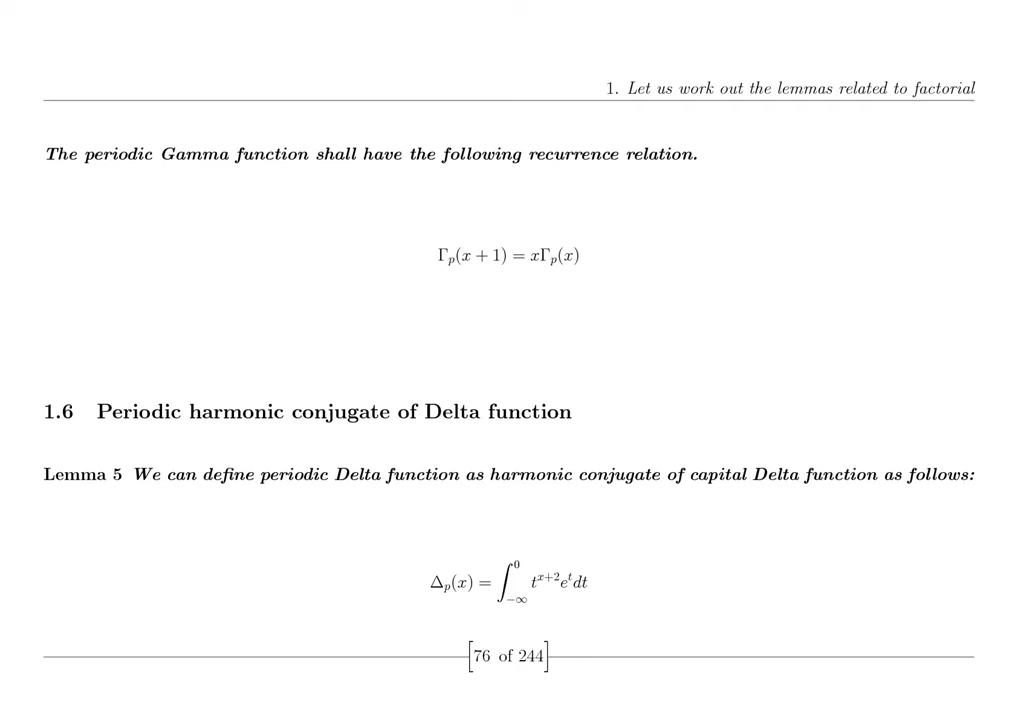 1. Let us work out the lemmas related to factorial
The periodic Gamma function shall have the following recurrence relation.
Γₚ(x + 1) = xΓₚ(x)
1.6 Periodic harmonic conjugate of Delta function
Lemma 5 We can define periodic Delta function as harmonic conjugate of capital Delta function as follows:
Δₚ(x) = ∫_{-∞}^{0} t^{x+2}e^{t}dt
[76 of 244]